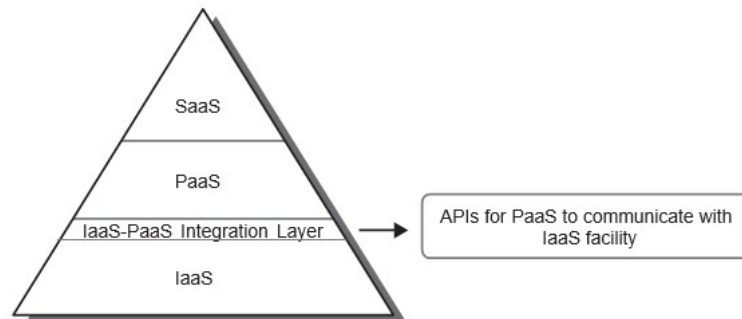 SaaS
PaaS
IaaS-PaaS Integration Layer
IaaS
APIs for PaaS to communicate with
IaaS facility